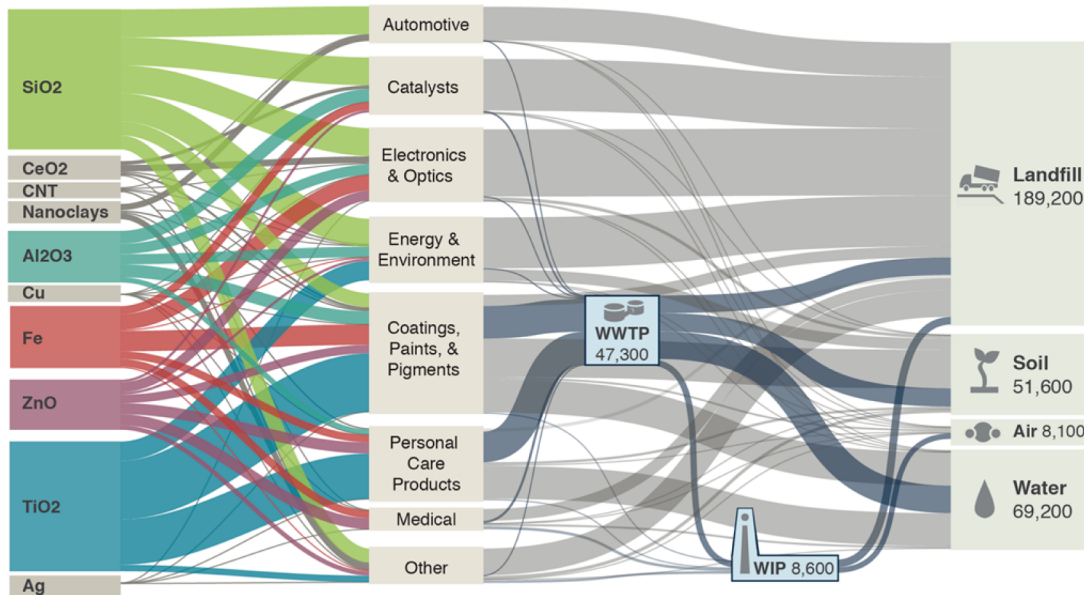 SiO2
CeO2
CNT
Nanoclays
Al2O3
Cu
Fe
ZnO
TiO2
Ag
Automotive
Catalysts
Electronics
& Optics
Energy &
Environment
Coatings,
Paints, &
Pigments
Personal
Care
Products
Medical
Other
WWTP
47,300
WIP 8,600
Landfill
189,200
Soil
51,600
Air 8,100
Water
69,200